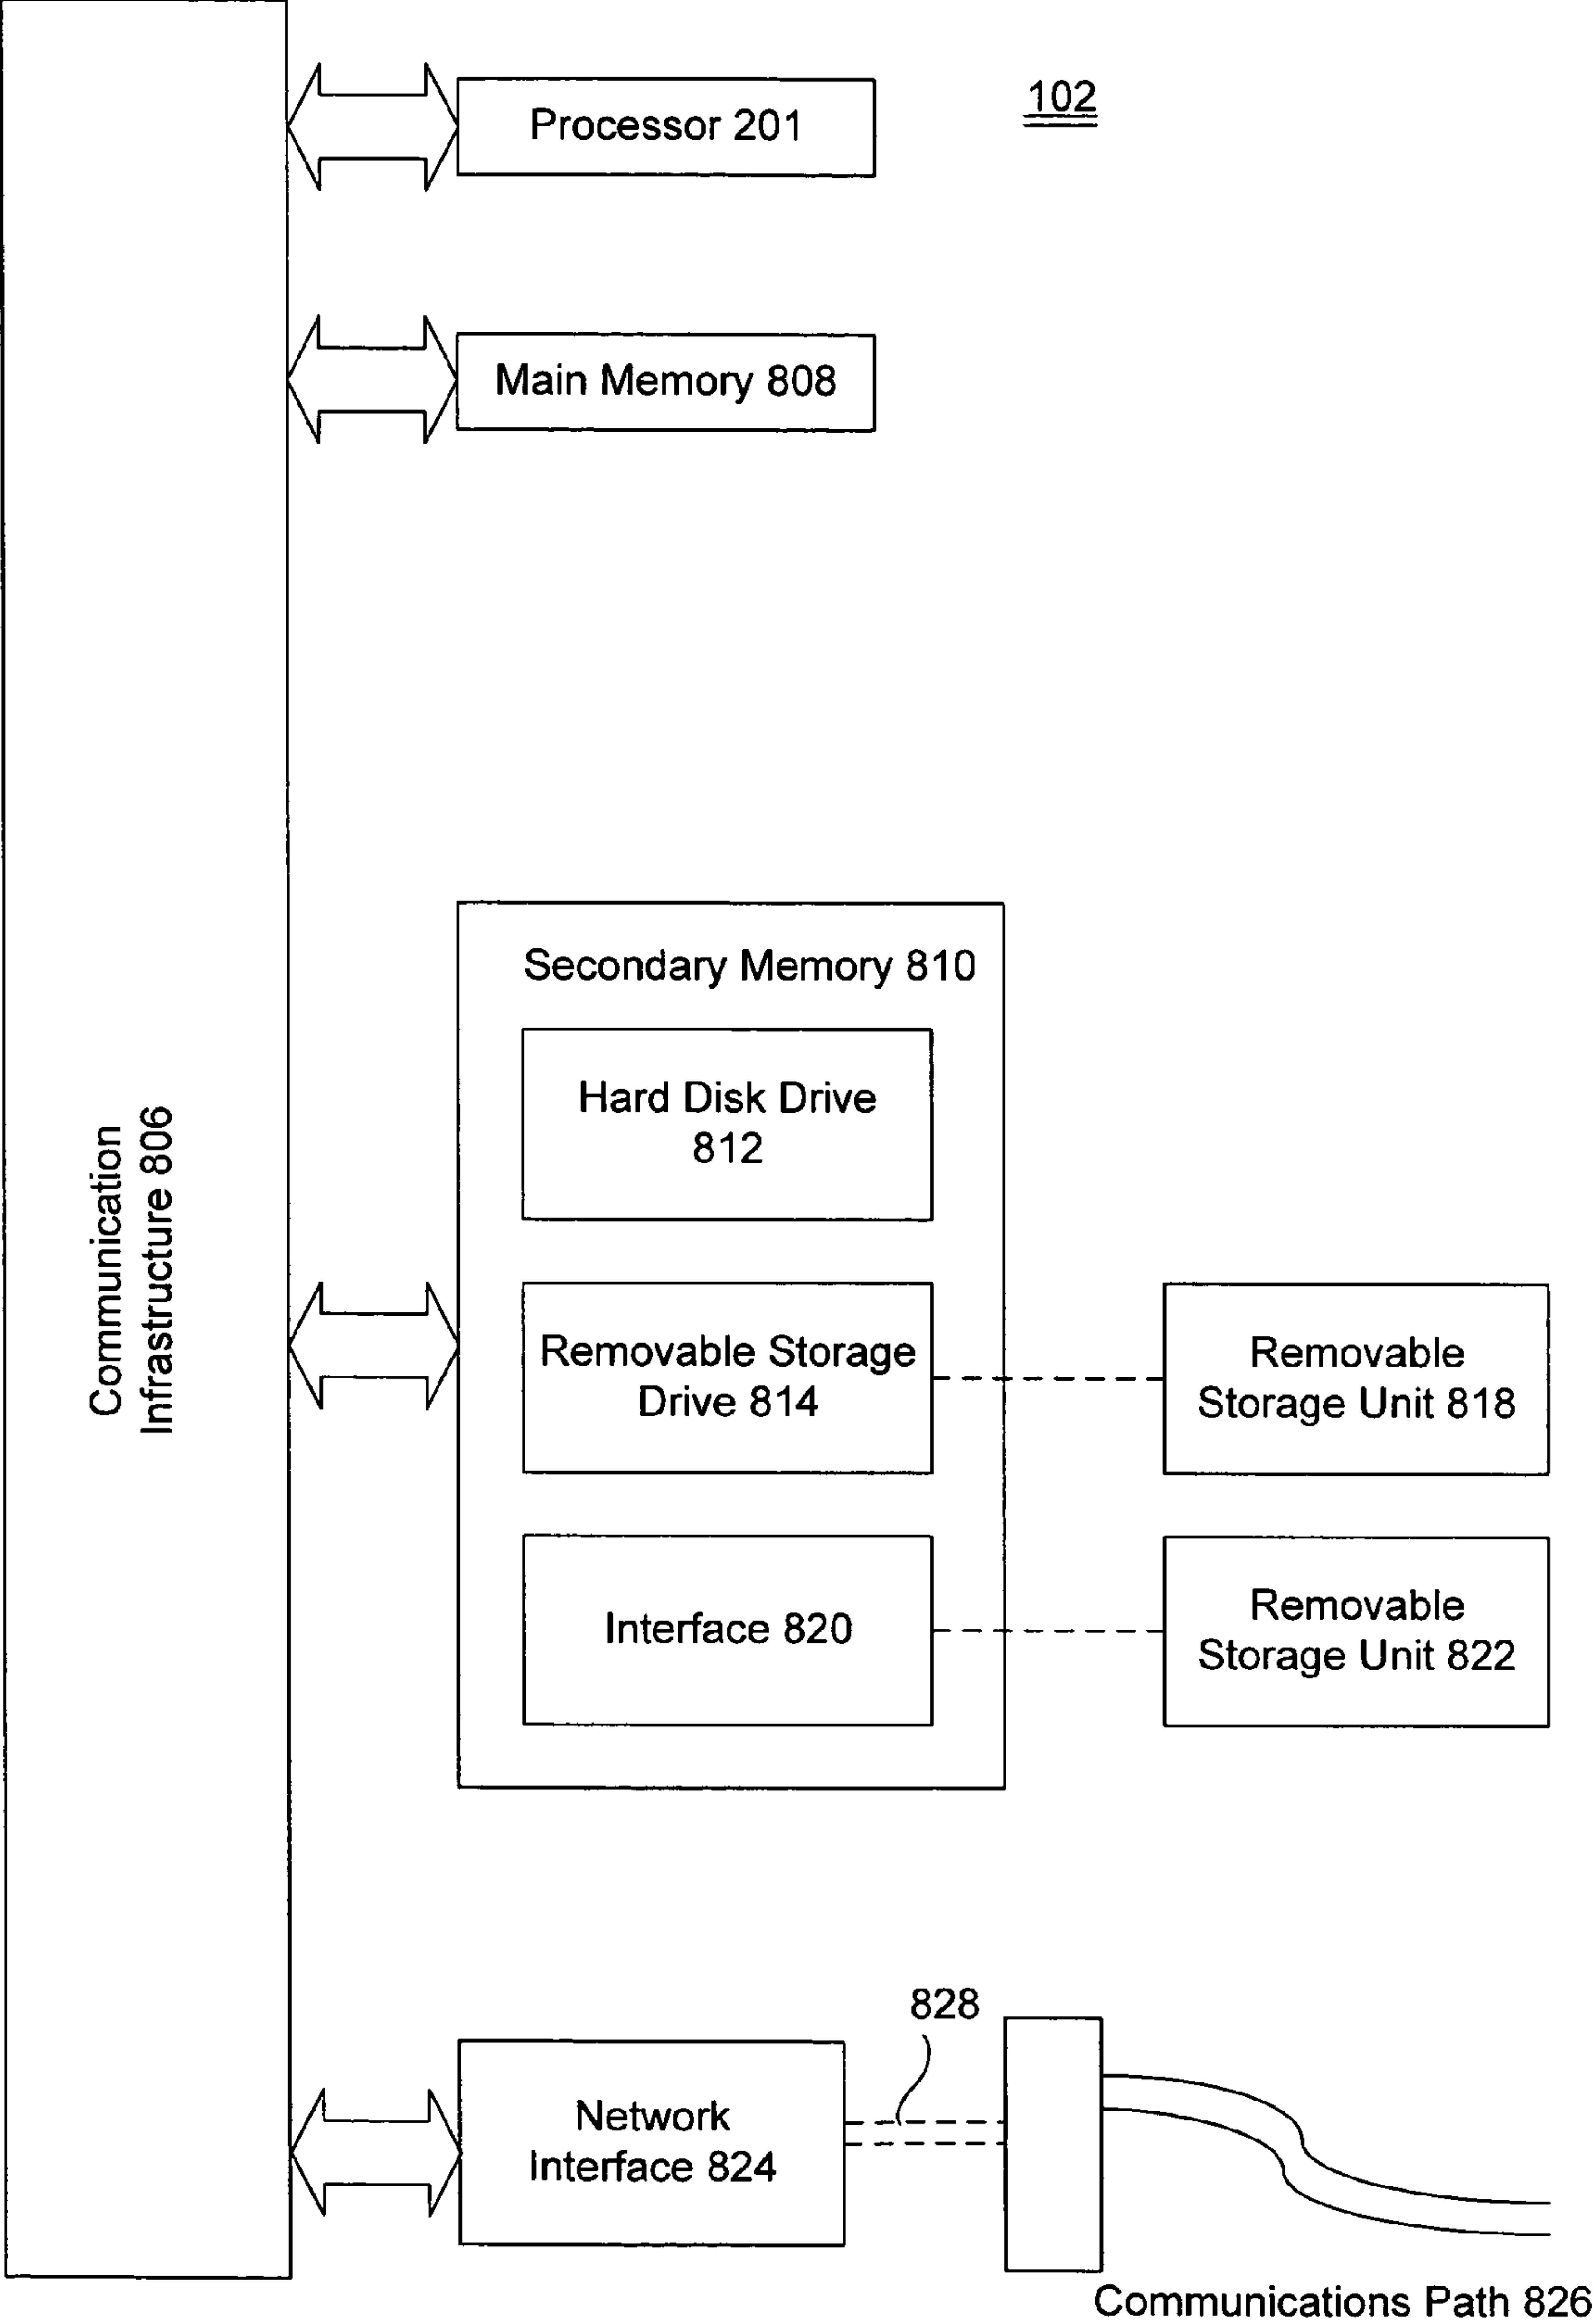 102
Processor 201
Main Memory 808
Communication
Infrastructure 806
Secondary Memory 810
Hard Disk Drive
812
Removable Storage
Drive 814
Removable
Storage Unit 818
Interface 820
Removable
Storage Unit 822
828
Network
Interface 824
Communications Path 826